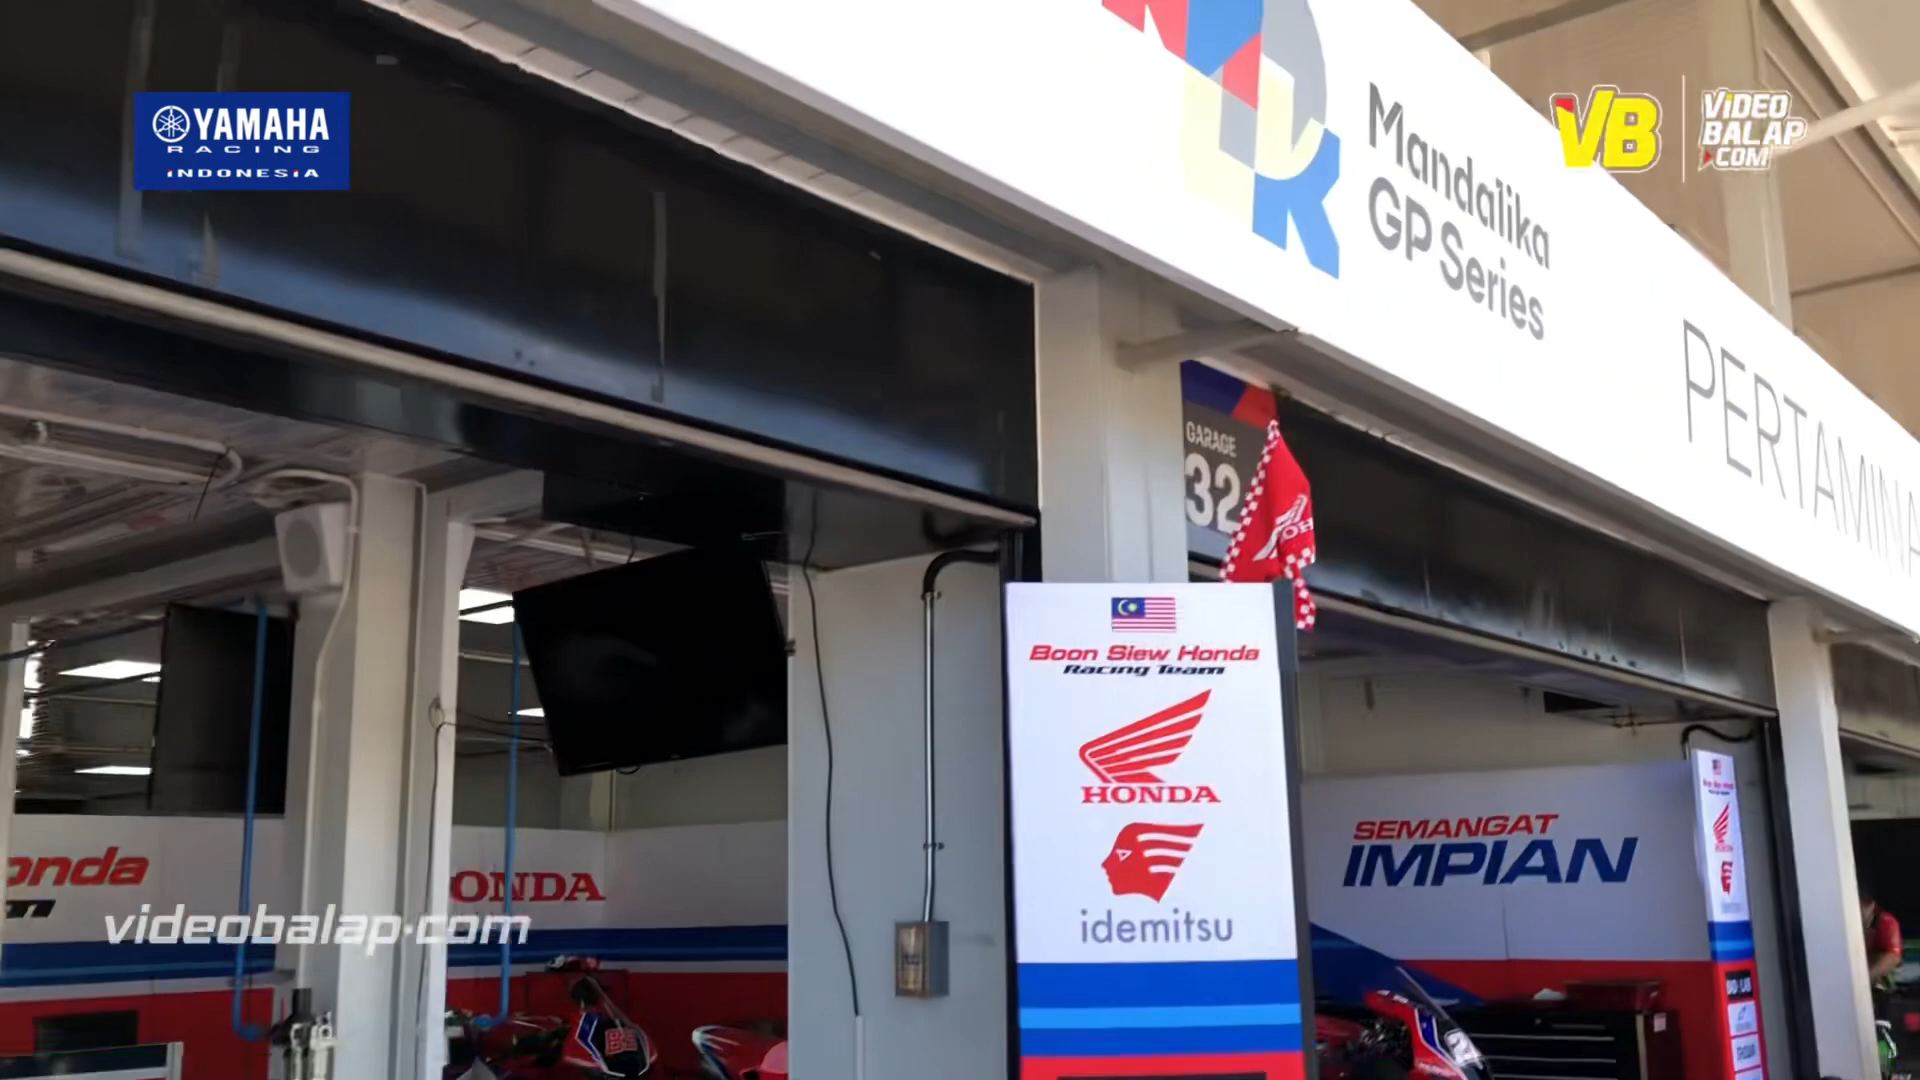 YAMAHA
RACING
INDONESIA
VB
VIDEO
BALAP
.COM
Mandalika
GP Series
PERTAMINA
GARAGE
32
Boon Siew Honda
Racing Team
HONDA
idemitsu
SEMANGAT
IMPIAN
onda
ONDA
videobalap.com